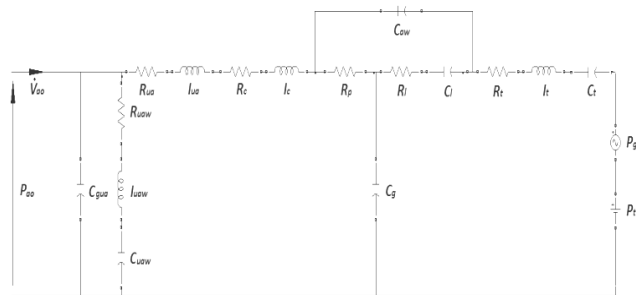 Caw
V̇ao
Rua
Iua
Rc
Ic
Rp
Rl
Cl
Rt
It
Ct
Ruaw
Pg
Pao
Cgua
Iuaw
Cg
Pt
Cuaw